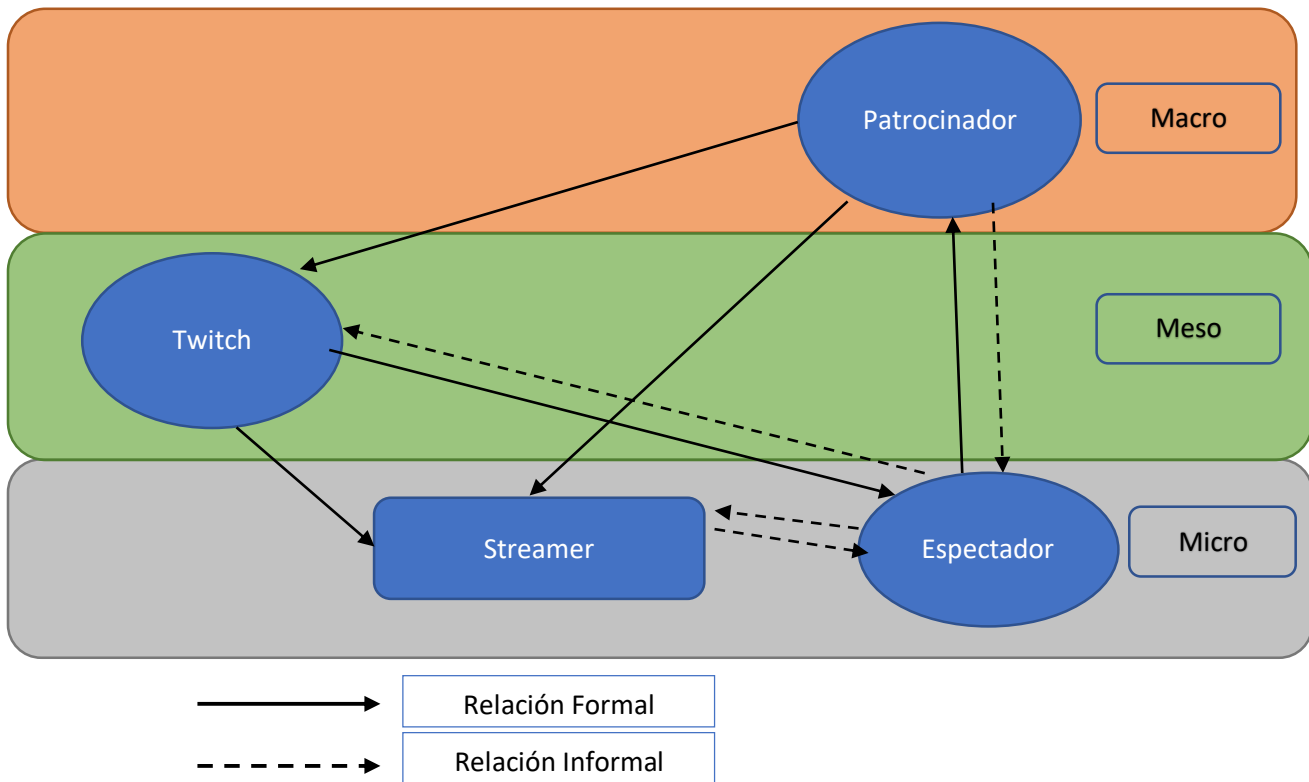 Patrocinador
Macro
Twitch
Meso
Streamer
Espectador
Micro
Relación Formal
Relación Informal